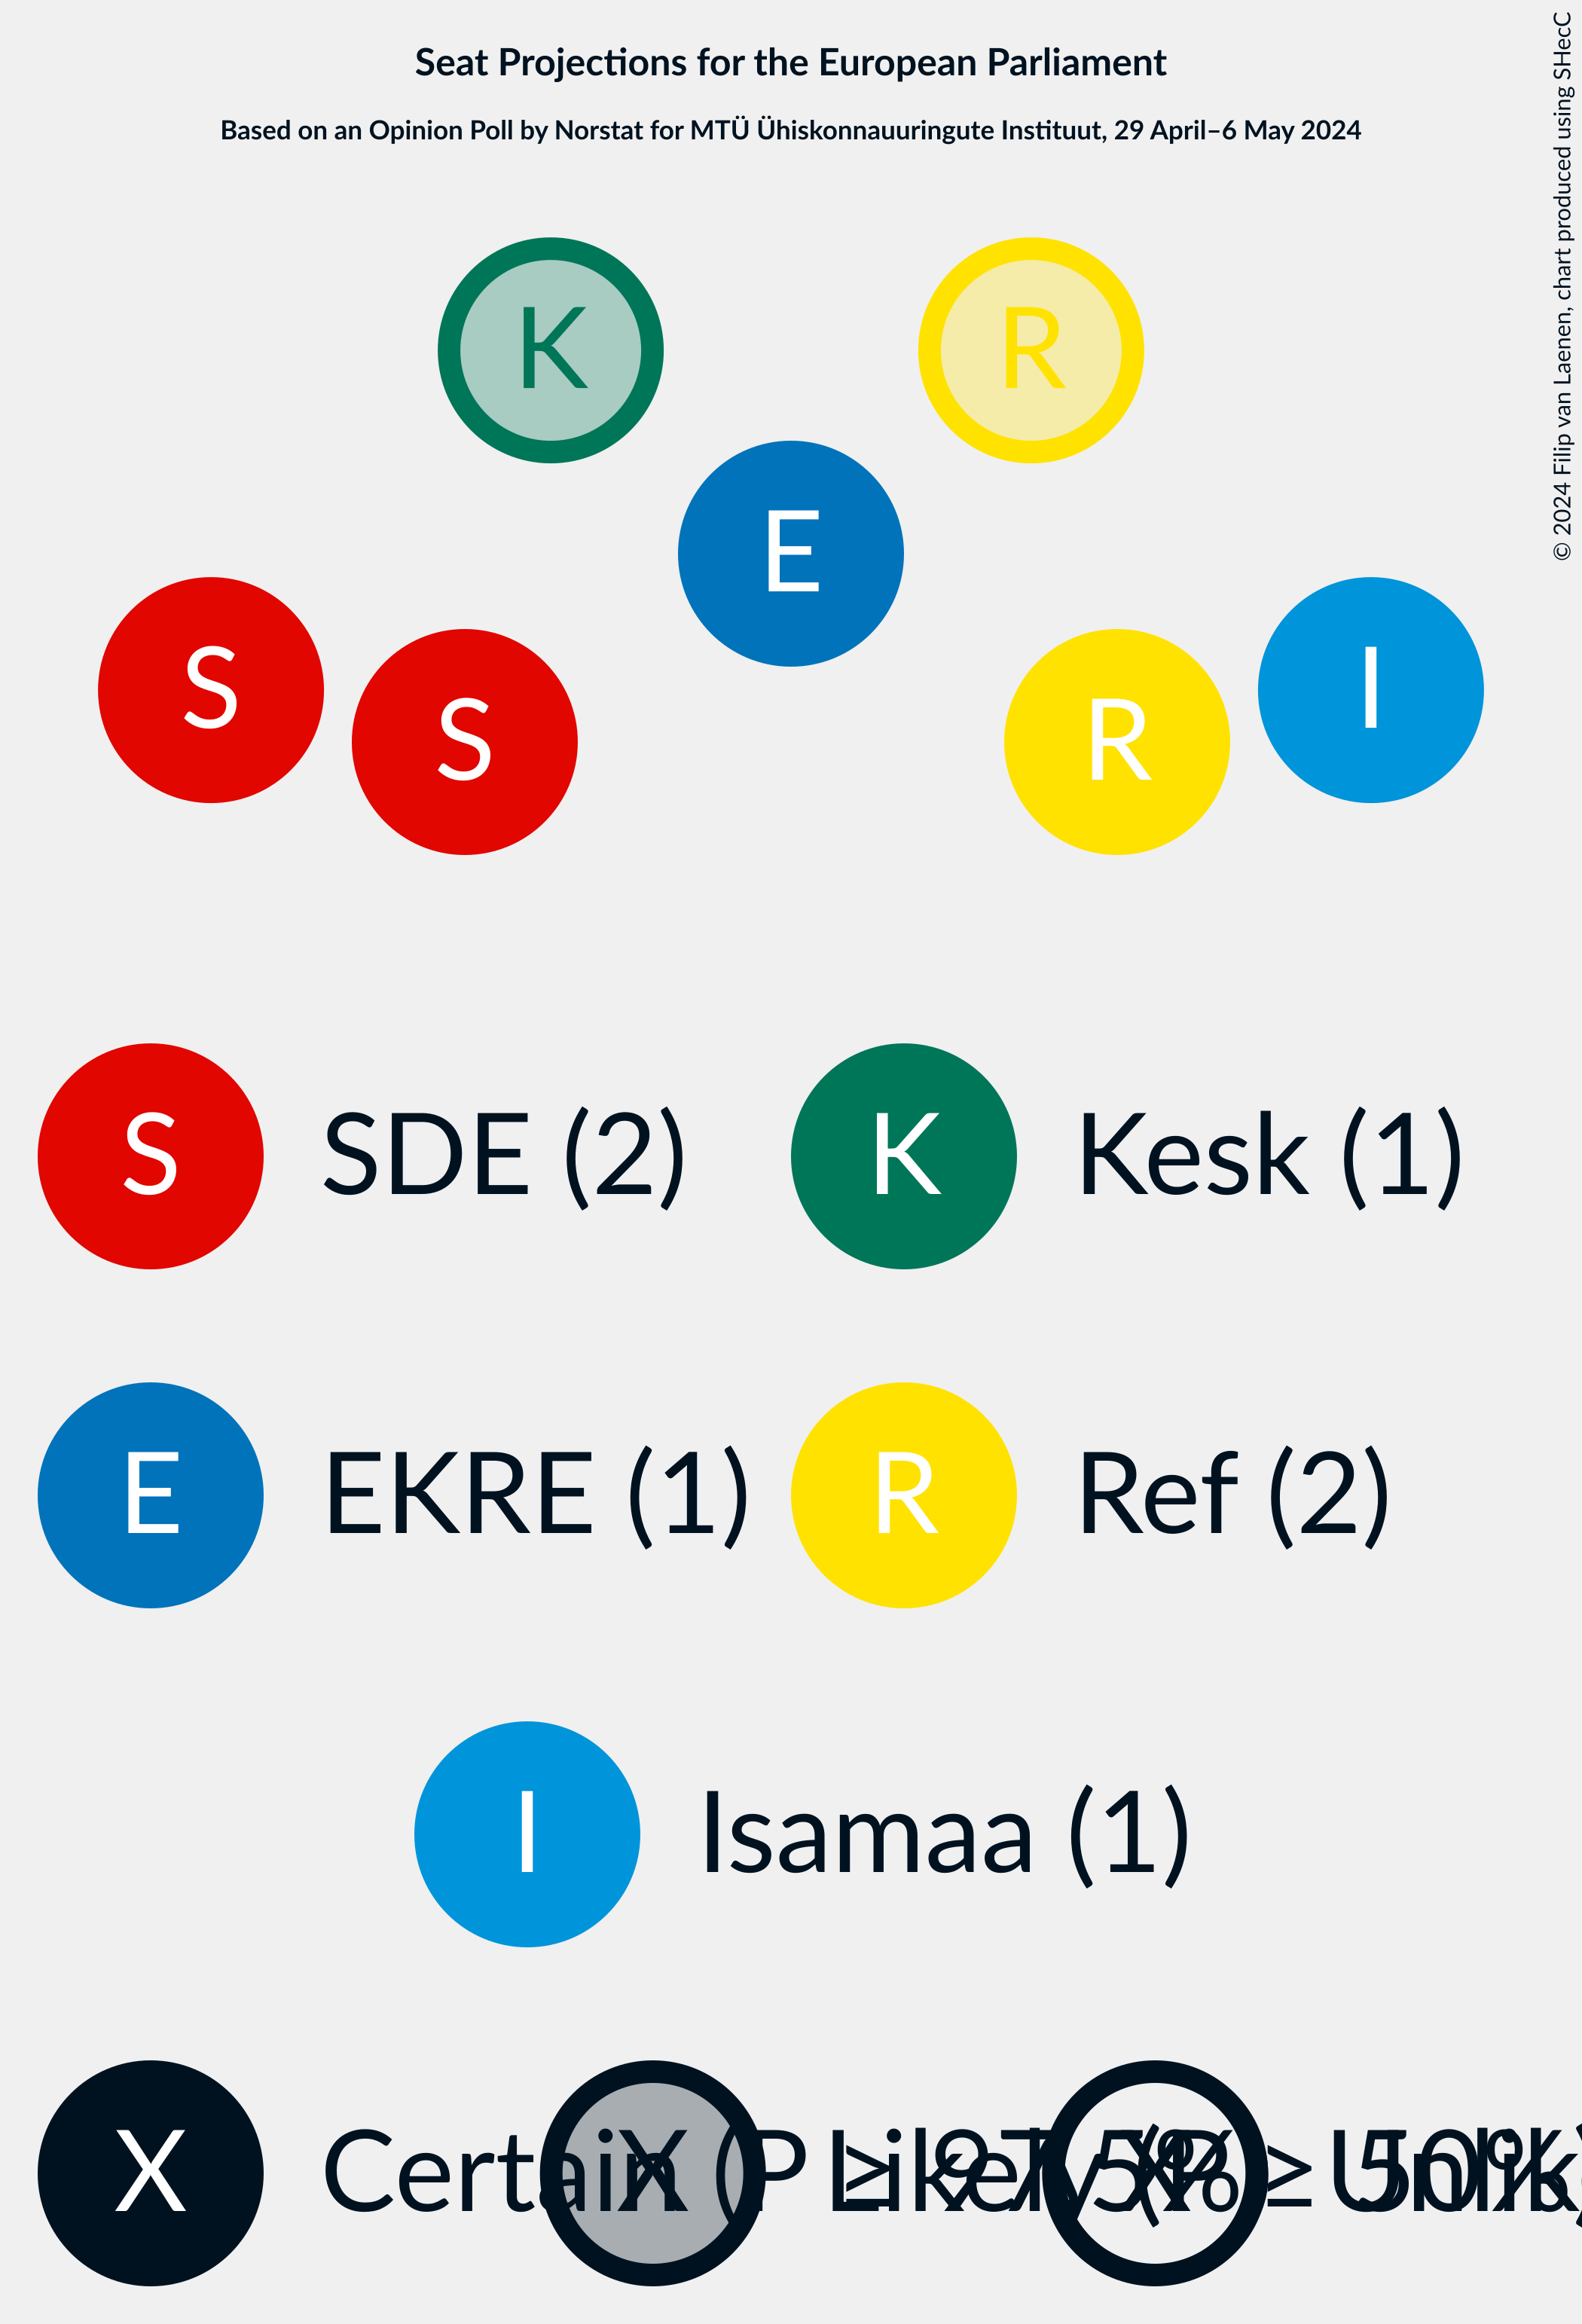 Seat Projections for the European Parliament
Based on an Opinion Poll by Norstat for MTÜ Ühiskonnauuringute Instituut, 29 April–6 May 2024
© 2024 Filip van Laenen, chart produced using SHecC
K R
E
S I
S R
S SDE (2) K Kesk (1)
E EKRE (1) R Ref (2)
I Isamaa (1)
X Certain (P ≥ X Likely X